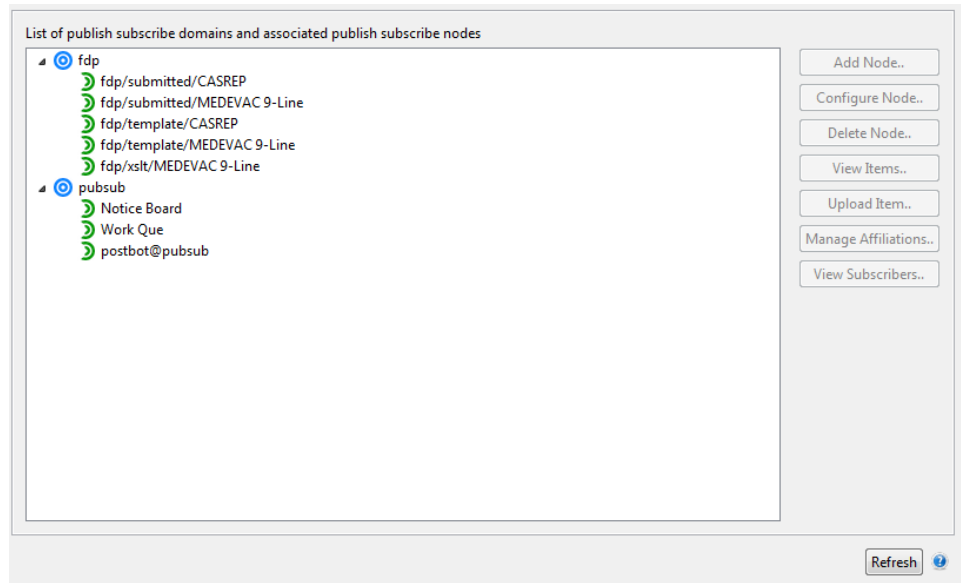 List of publish subscribe domains and associated publish subscribe nodes
fdp
fdp/submitted/CASREP
fdp/submitted/MEDEVAC 9-Line
fdp/template/CASREP
fdp/template/MEDEVAC 9-Line
fdp/xslt/MEDEVAC 9-Line
pubsub
Notice Board
Work Que
postbot@pubsub
Add Node..
Configure Node..
Delete Node..
View Items..
Upload Item..
Manage Affiliations..
View Subscribers..
Refresh
?